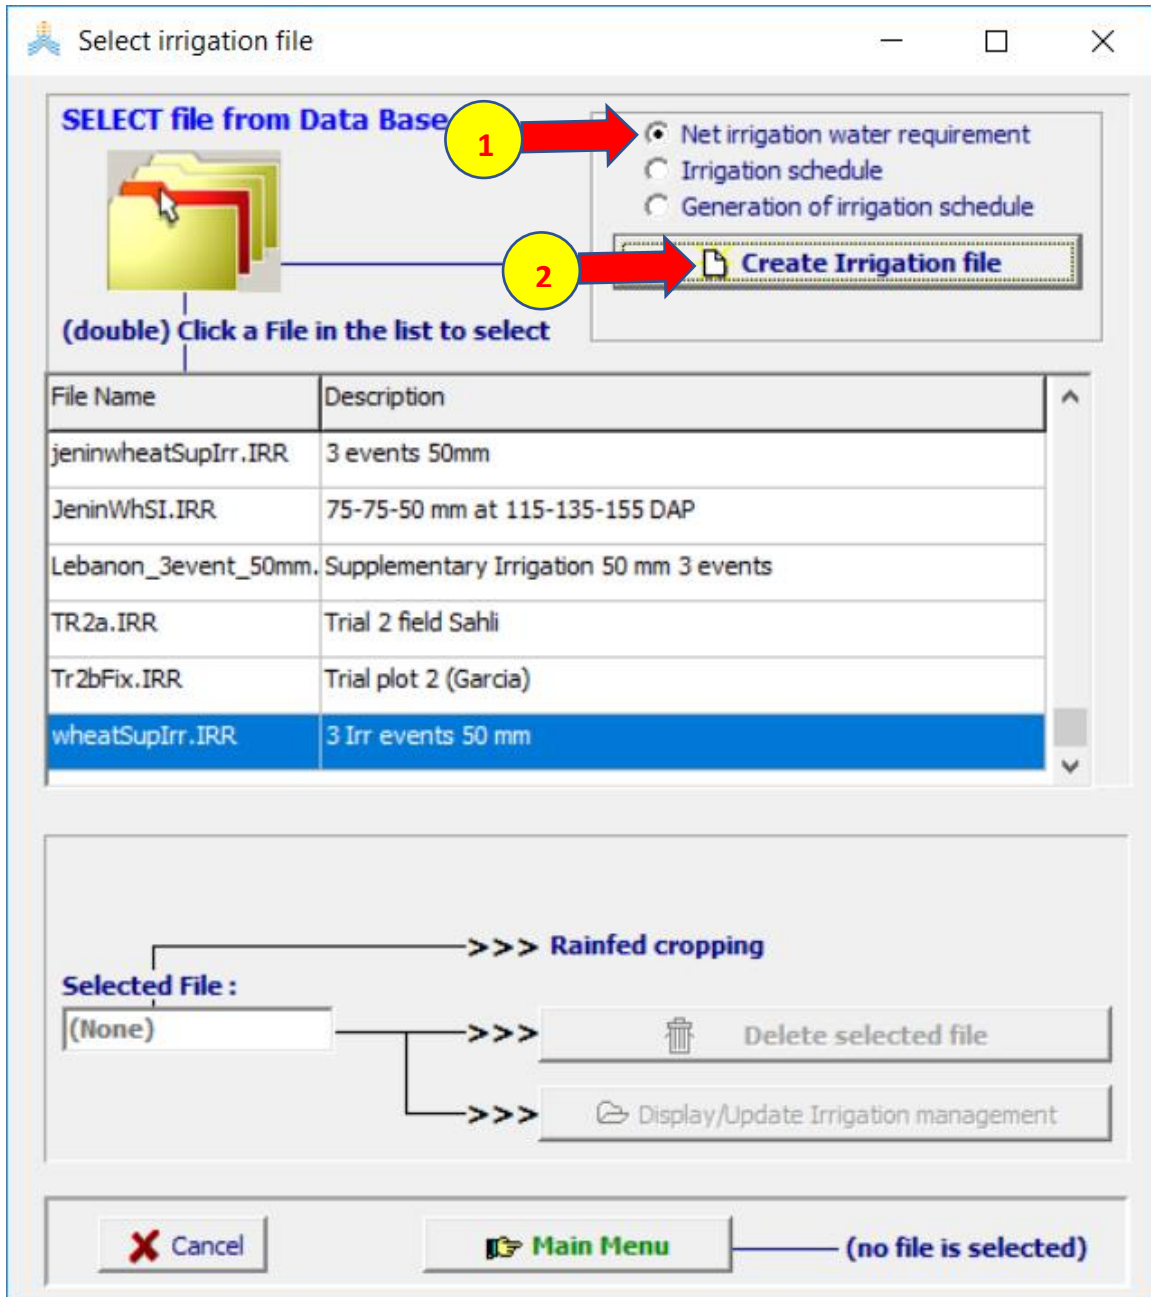 Select irrigation file
SELECT file from Data Base
1
Net irrigation water requirement
Irrigation schedule
Generation of irrigation schedule
2
Create Irrigation file
(double) Click a File in the list to select
File Name Description
jeninwheatSupIrr.IRR 3 events 50mm
JeninWhSI.IRR 75-75-50 mm at 115-135-155 DAP
Lebanon_3event_50mm. Supplementary Irrigation 50 mm 3 events
TR2a.IRR Trial 2 field Sahli
Tr2bFix.IRR Trial plot 2 (Garcia)
wheatSupIrr.IRR 3 Irr events 50 mm
>>> Rainfed cropping
Selected File :
(None) >>> Delete selected file
>>> Display/Update Irrigation management
Cancel Main Menu (no file is selected)